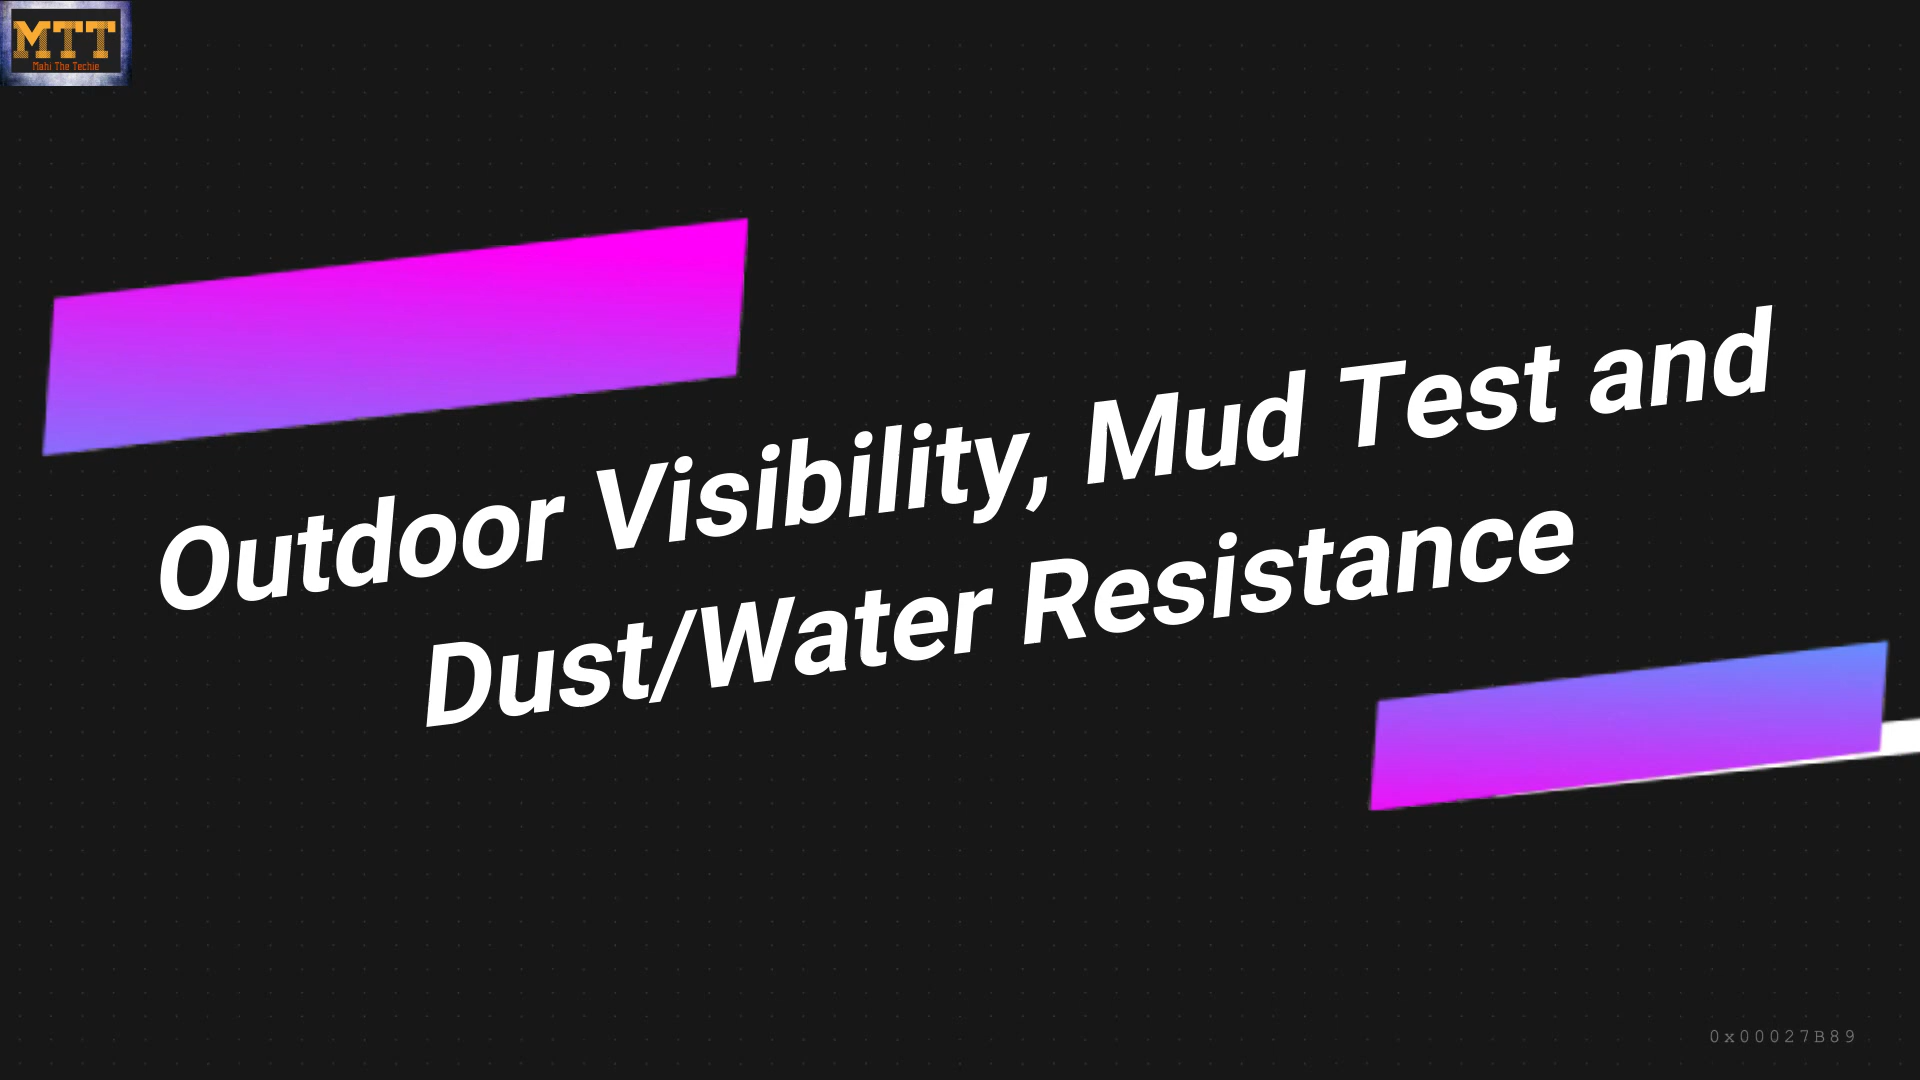 MTT
Mahi The Techie
Outdoor Visibility, Mud Test and
Dust/Water Resistance
0x00027B89